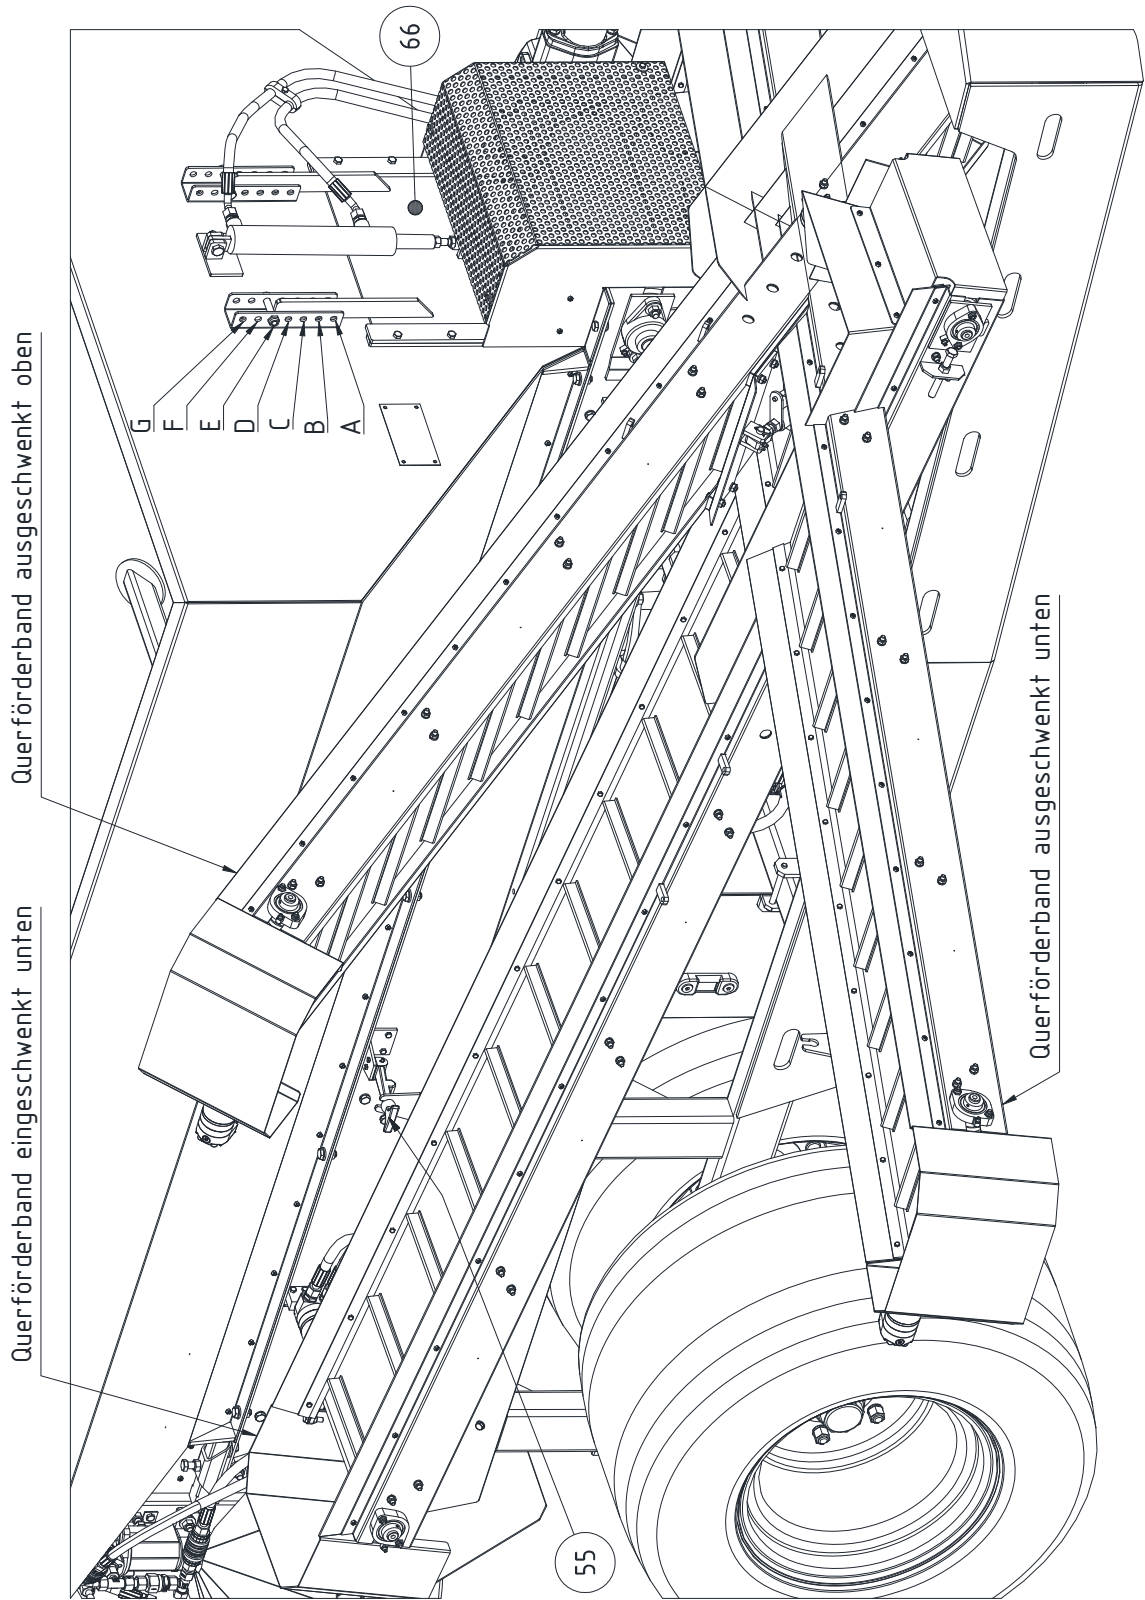 Querförderband eingeschwenkt unten
Querförderband ausgeschwenkt oben
G
F
E
D
C
B
A
66
55
Querförderband ausgeschwenkt unten